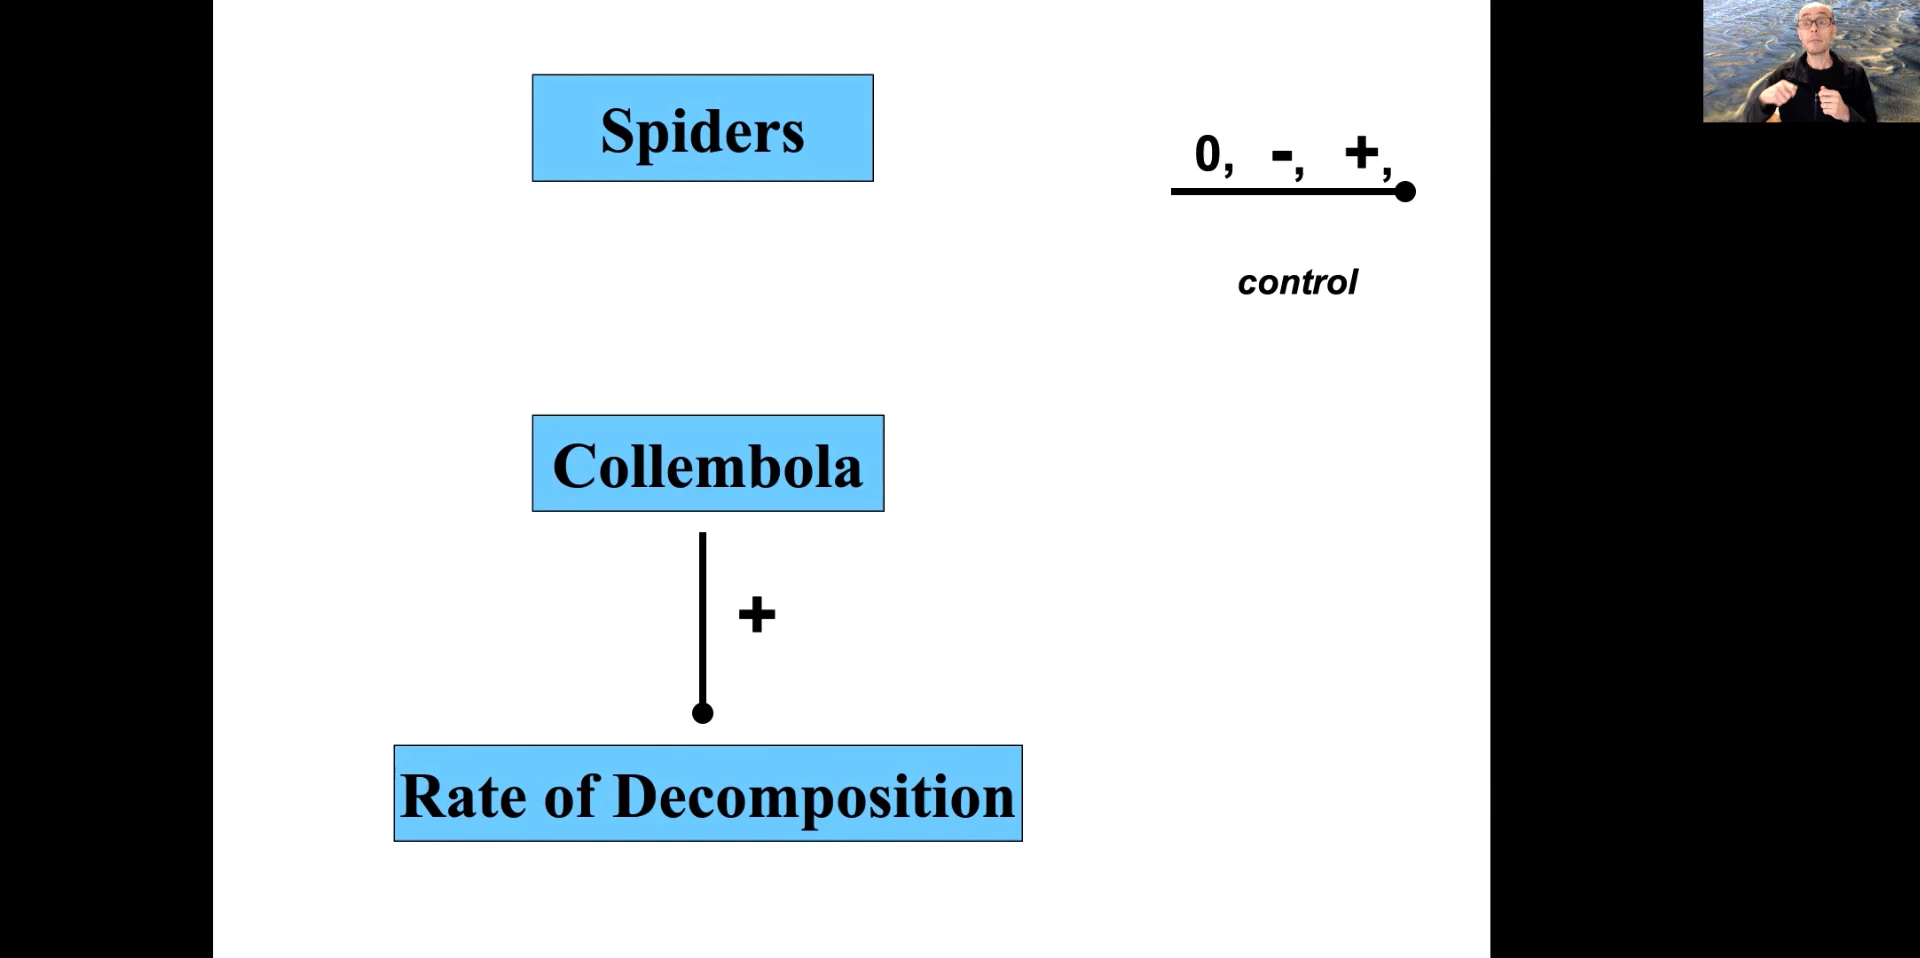 Spiders
0, -, +,
control
Collembola
+
Rate of Decomposition